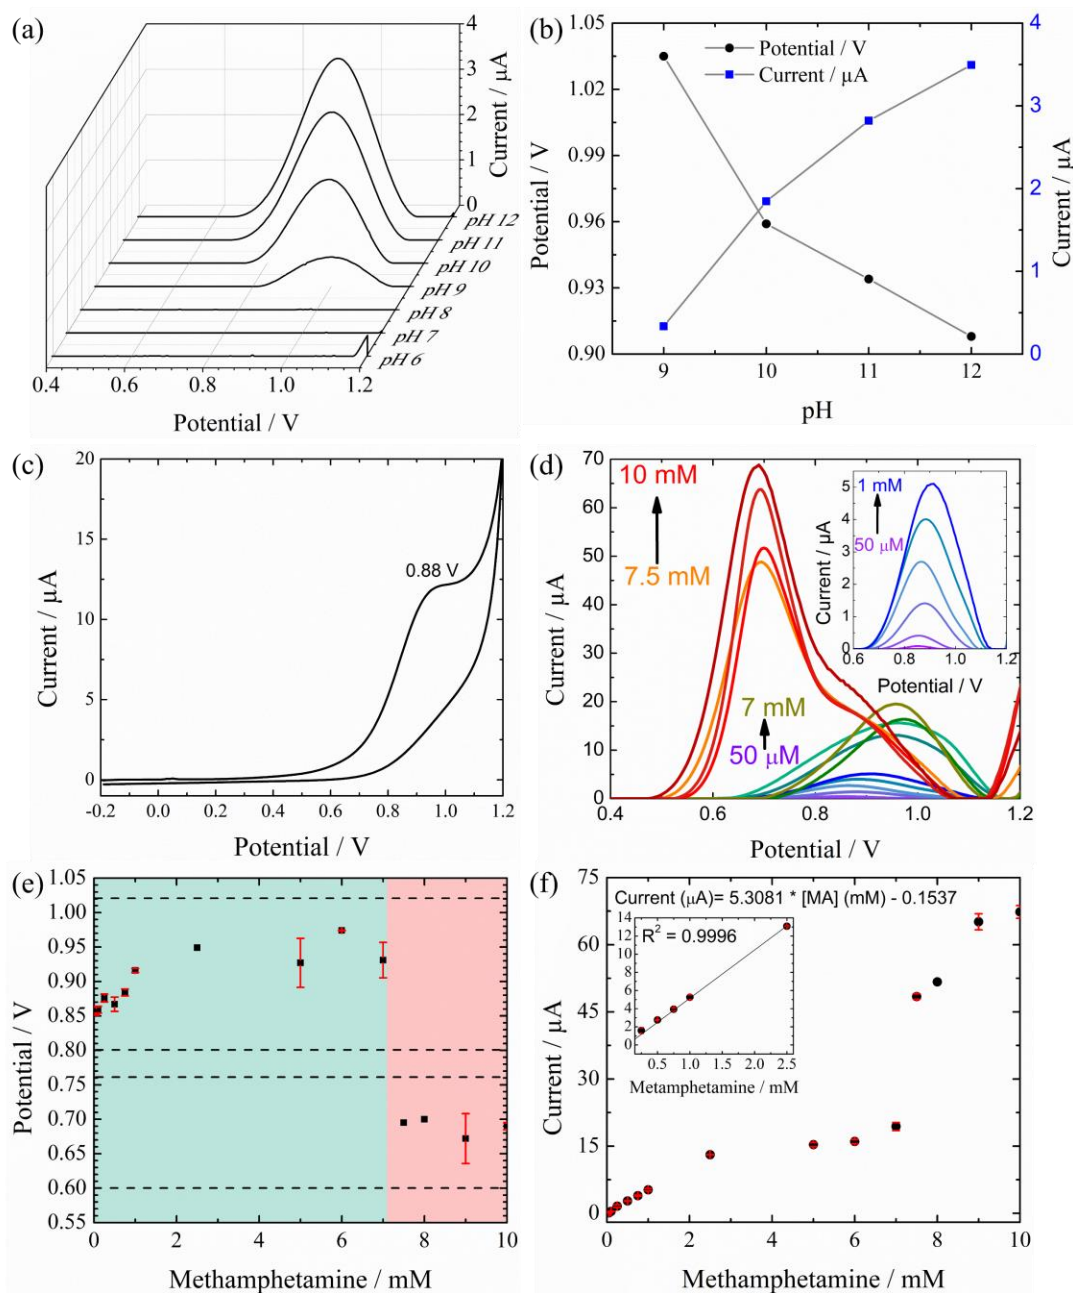 (a)
4
3
2
1
0
Current / μA
pH 12
pH 11
pH 10
pH 9
pH 8
pH 7
pH 6
0.4
0.6
0.8
1.0
1.2
Potential / V
(b)
1.05
1.02
0.99
0.96
0.93
0.90
Potential / V
Potential / V
Current / μA
4
3
2
1
0
Current / μA
9
10
11
12
pH
(c)
20
15
10
5
0
Current / μA
0.88 V
-0.2
0.0
0.2
0.4
0.6
0.8
1.0
1.2
Potential / V
(d)
70
60
50
40
30
20
10
0
Current / μA
10 mM
7.5 mM
7 mM
50 μM
0.4
0.6
0.8
1.0
1.2
Potential / V
5
4
3
2
1
0
Current / μA
1 mM
50 μM
0.6
0.8
1.0
1.2
Potential / V
(e)
1.05
1.00
0.95
0.90
0.85
0.80
0.75
0.70
0.65
0.60
0.55
Potential / V
0
2
4
6
8
10
Methamphetamine / mM
(f)
75
60
45
30
15
0
Current / μA
Current (μA)= 5.3081 * [MA] (mM) - 0.1537
R² = 0.9996
14
12
10
8
6
4
2
0
0.5
1.0
1.5
2.0
2.5
Metamphetamine / mM
0
2
4
6
8
10
Methamphetamine / mM